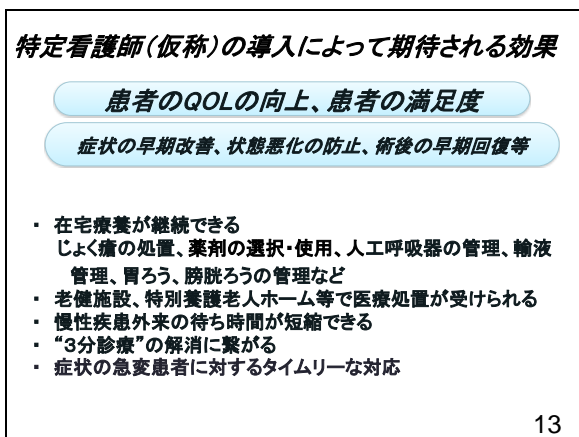 特定看護師（仮称）の導入によって期待される効果
患者のQOLの向上、患者の満足度
症状の早期改善、状態悪化の防止、術後の早期回復等
・ 在宅療養が継続できる
じょく瘡の処置、薬剤の選択・使用、人工呼吸器の管理、輸液
管理、胃ろう、膀胱ろうの管理など
・ 老健施設、特別養護老人ホーム等で医療処置が受けられる
・ 慢性疾患外来の待ち時間が短縮できる
・ “3分診療”の解消に繋がる
・ 症状の急変患者に対するタイムリーな対応
13